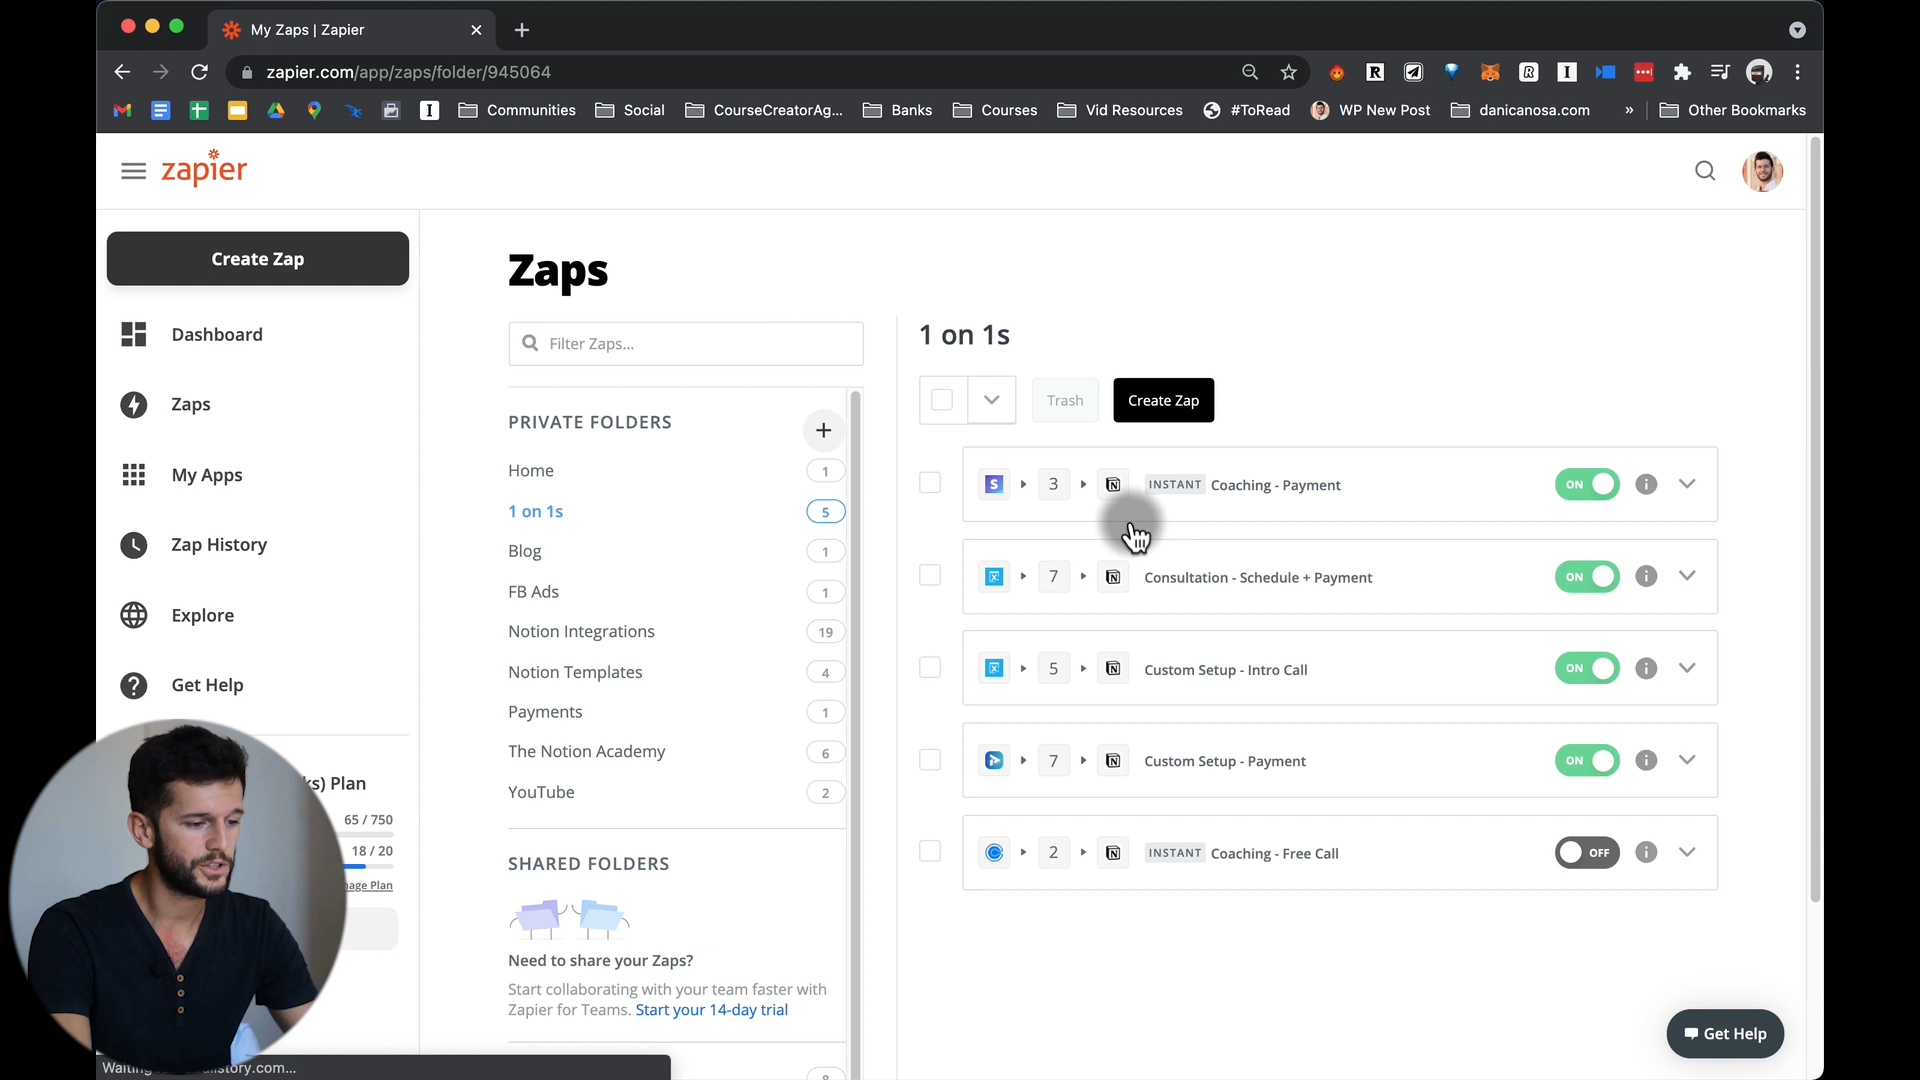 My Zaps | Zapier
zapier.com/app/zaps/folder/945064
Communities
Social
CourseCreatorAg...
Banks
Courses
Vid Resources
#ToRead
WP New Post
danicanosa.com
»
Other Bookmarks
zapier
Create Zap
Dashboard
Zaps
My Apps
Zap History
Explore
Get Help
s) Plan
65 / 750
18 / 20
nage Plan
Zaps
Filter Zaps...
PRIVATE FOLDERS
Home 1
1 on 1s 5
Blog 1
FB Ads 1
Notion Integrations 19
Notion Templates 4
Payments 1
The Notion Academy 6
YouTube 2
SHARED FOLDERS
Need to share your Zaps?
Start collaborating with your team faster with
Zapier for Teams. Start your 14-day trial
1 on 1s
Trash
Create Zap
3 INSTANT Coaching - Payment ON
7 Consultation - Schedule + Payment ON
5 Custom Setup - Intro Call ON
7 Custom Setup - Payment ON
2 INSTANT Coaching - Free Call OFF
Get Help